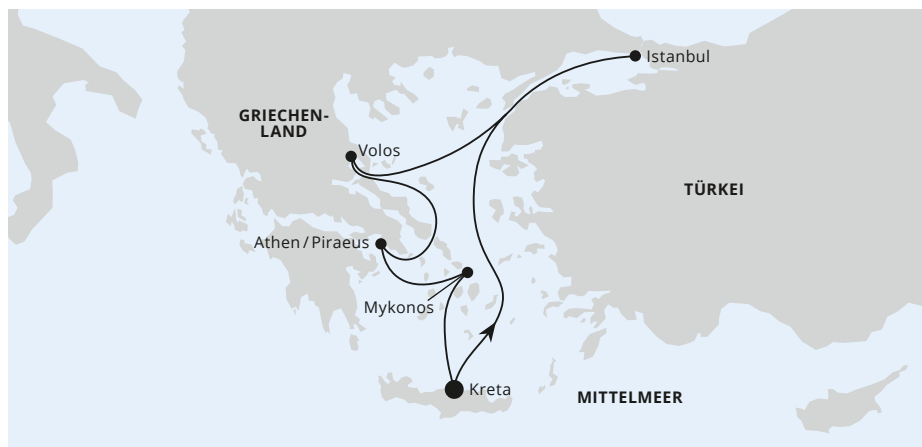 Istanbul
GRIECHEN-
LAND
Volos
TÜRKEI
Athen / Piraeus
Mykonos
Kreta
MITTELMEER